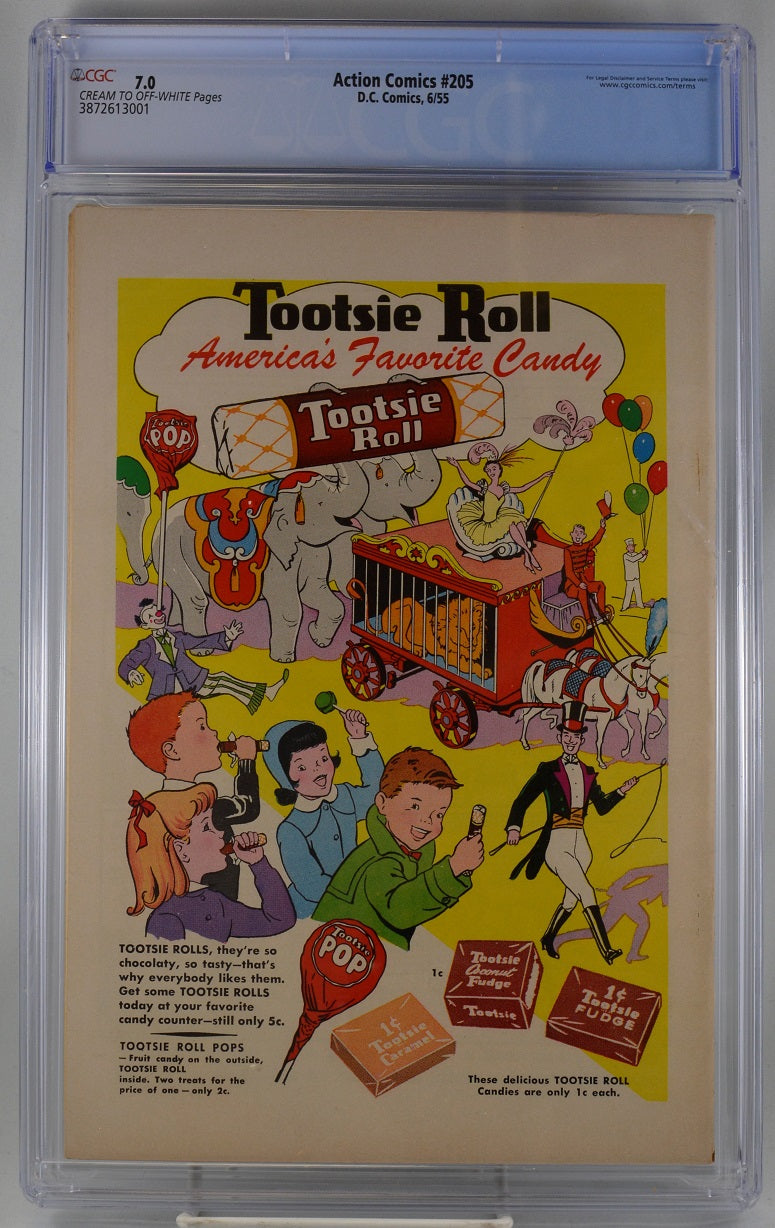 CGC 7.0
CREAM TO OFF-WHITE Pages
3872613001
Action Comics #205
D.C. Comics, 6/55
For Legal Disclaimer and Service Terms please visit
www.cgccomics.com/terms
Tootsie Roll
America's Favorite Candy
Tootsie
Roll
Tootsie
POP
TOOTSIE ROLLS, they're so
chocolaty, so tasty—that's
why everybody likes them.
Get some TOOTSIE ROLLS
today at your favorite
candy counter—still only 5c.
TOOTSIE ROLL POPS
—Fruit candy on the outside,
TOOTSIE ROLL
inside. Two treats for the
price of one—only 2c.
Tootsie
POP
1¢
Tootsie
Caramel
1c
Tootsie
Coconut
Fudge
Tootsie
1¢
Tootsie
FUDGE
These delicious TOOTSIE ROLL
Candies are only 1c each.